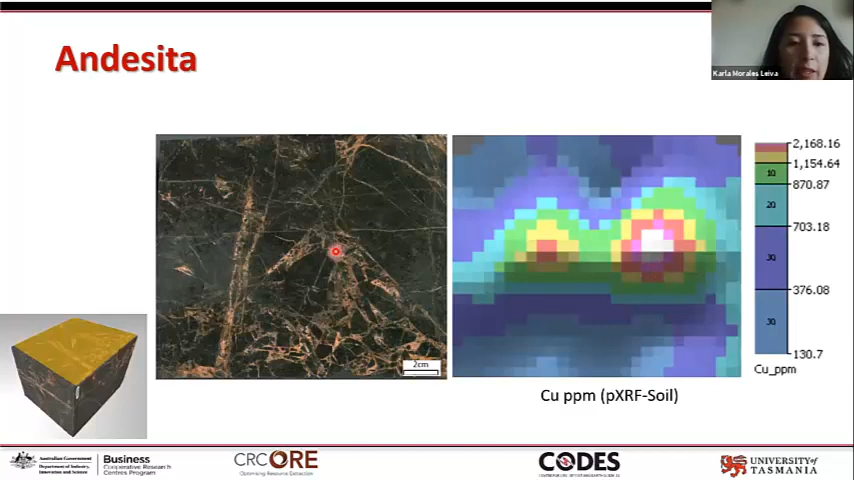 Andesita
Karla Morales Leiva
2,168.16
1,154.64
10
870.87
20
703.18
30
376.08
30
130.7
Cu_ppm
2cm
Cu ppm (pXRF-Soil)
Australian Government
Department of Industry,
Innovation and Science
Business
Cooperative Research
Centres Program
CRCORE
Optimising Resource Extraction
CODES
UNIVERSITY of
TASMANIA